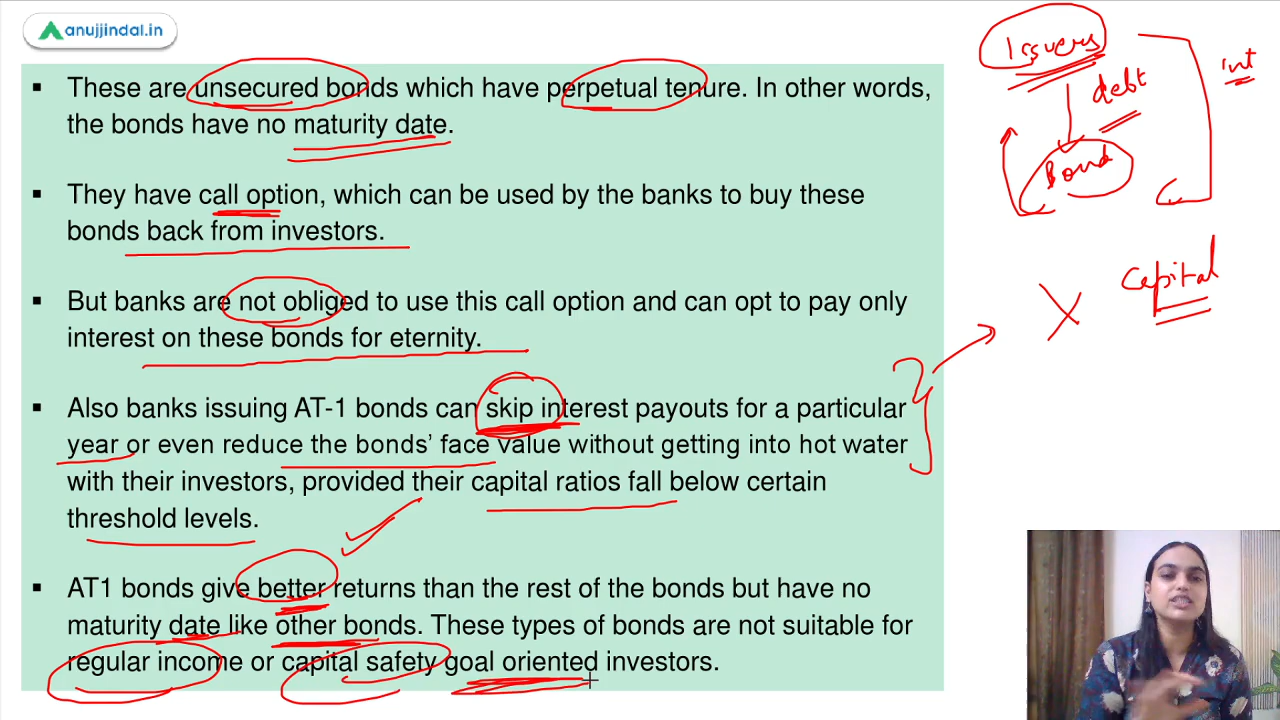 anujjindal.in
▪ These are unsecured bonds which have perpetual tenure. In other words,
the bonds have no maturity date.
▪ They have call option, which can be used by the banks to buy these
bonds back from investors.
▪ But banks are not obliged to use this call option and can opt to pay only
interest on these bonds for eternity.
▪ Also banks issuing AT-1 bonds can skip interest payouts for a particular
year or even reduce the bonds’ face value without getting into hot water
with their investors, provided their capital ratios fall below certain
threshold levels.
▪ AT1 bonds give better returns than the rest of the bonds but have no
maturity date like other bonds. These types of bonds are not suitable for
regular income or capital safety goal oriented investors.
Issuers
int
debt
Bond
Capital
X